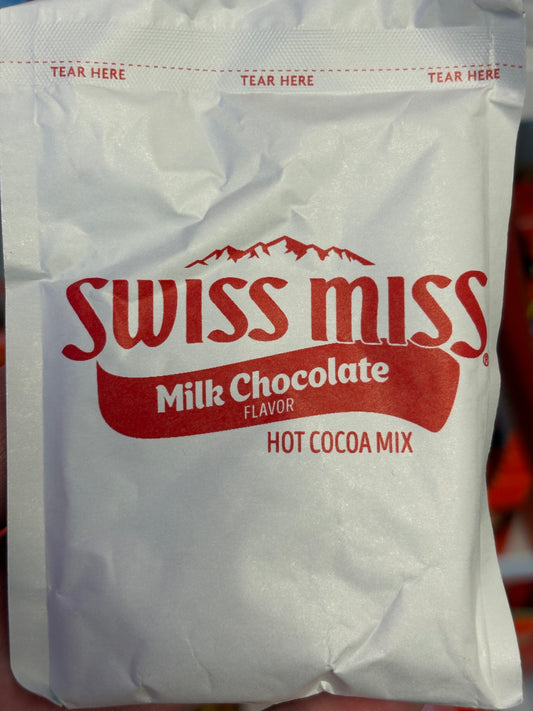 TEAR HERE TEAR HERE TEAR HERE
SWISS MISS®
Milk Chocolate
FLAVOR
HOT COCOA MIX